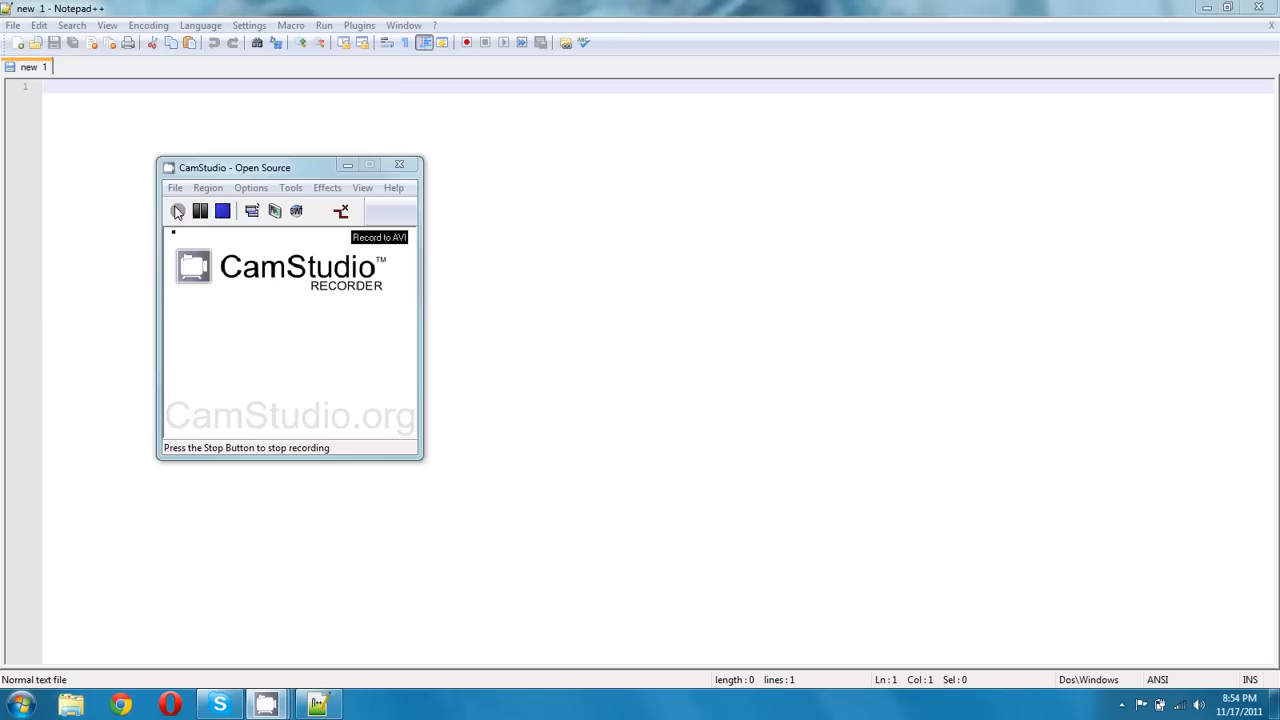 new 1 - Notepad++
File Edit Search View Encoding Language Settings Macro Run Plugins Window ? X
new 1
1
CamStudio - Open Source
File Region Options Tools Effects View Help
Record to AVI
CamStudio™
RECORDER
CamStudio.org
Press the Stop Button to stop recording
Normal text file length : 0 lines : 1 Ln : 1 Col : 1 Sel : 0 Dos\Windows ANSI INS
8:54 PM
11/17/2011